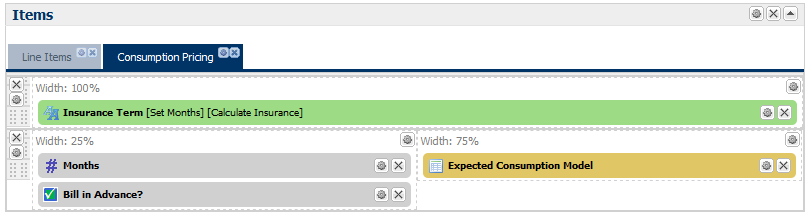 Items
Line Items
Consumption Pricing
Width: 100%
Insurance Term [Set Months] [Calculate Insurance]
Width: 25%
Width: 75%
# Months
Expected Consumption Model
Bill in Advance?